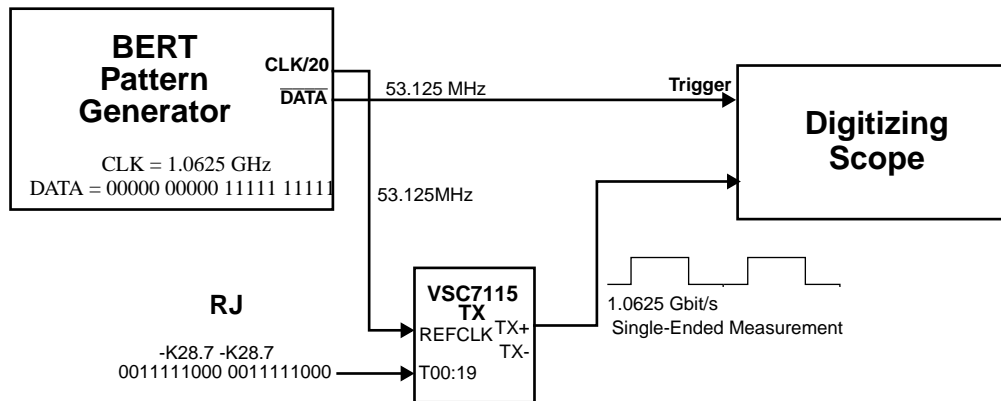 BERT
Pattern
Generator
CLK/20
DATA
CLK = 1.0625 GHz
DATA = 00000 00000 11111 11111
53.125 MHz
Trigger
Digitizing
Scope
53.125MHz
RJ
-K28.7 -K28.7
0011111000 0011111000
VSC7115
TX
REFCLK
TX+
TX-
T00:19
1.0625 Gbit/s
Single-Ended Measurement